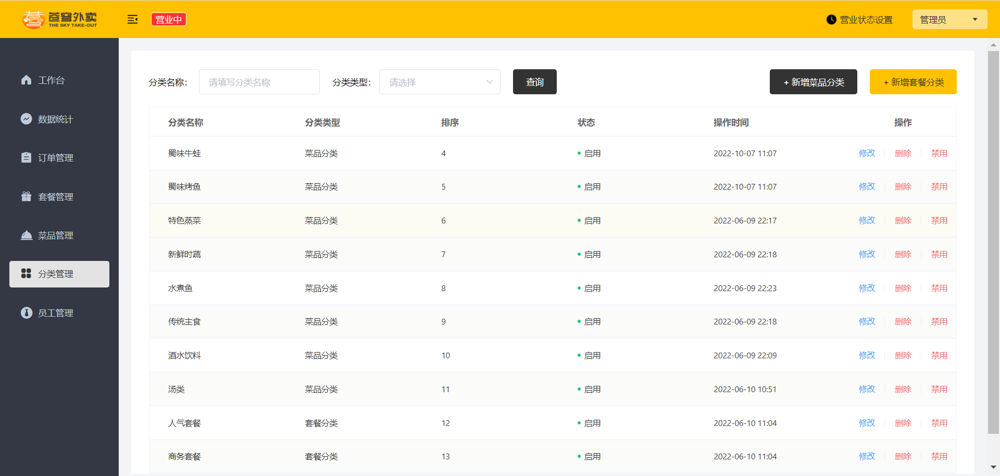 苍穹外卖
THE SKY TAKE-OUT
营业中
营业状态设置
管理员
工作台
数据统计
订单管理
套餐管理
菜品管理
分类管理
员工管理
分类名称： 请填写分类名称 分类类型： 请选择 查询 + 新增菜品分类 + 新增套餐分类
分类名称 分类类型 排序 状态 操作时间 操作
蜀味牛蛙 菜品分类 4 启用 2022-10-07 11:07 修改 删除 禁用
蜀味烤鱼 菜品分类 5 启用 2022-10-07 11:07 修改 删除 禁用
特色蒸菜 菜品分类 6 启用 2022-06-09 22:17 修改 删除 禁用
新鲜时蔬 菜品分类 7 启用 2022-06-09 22:18 修改 删除 禁用
水煮鱼 菜品分类 8 启用 2022-06-09 22:23 修改 删除 禁用
传统主食 菜品分类 9 启用 2022-06-09 22:18 修改 删除 禁用
酒水饮料 菜品分类 10 启用 2022-06-09 22:09 修改 删除 禁用
汤类 菜品分类 11 启用 2022-06-10 10:51 修改 删除 禁用
人气套餐 套餐分类 12 启用 2022-06-10 11:04 修改 删除 禁用
商务套餐 套餐分类 13 启用 2022-06-10 11:04 修改 删除 禁用